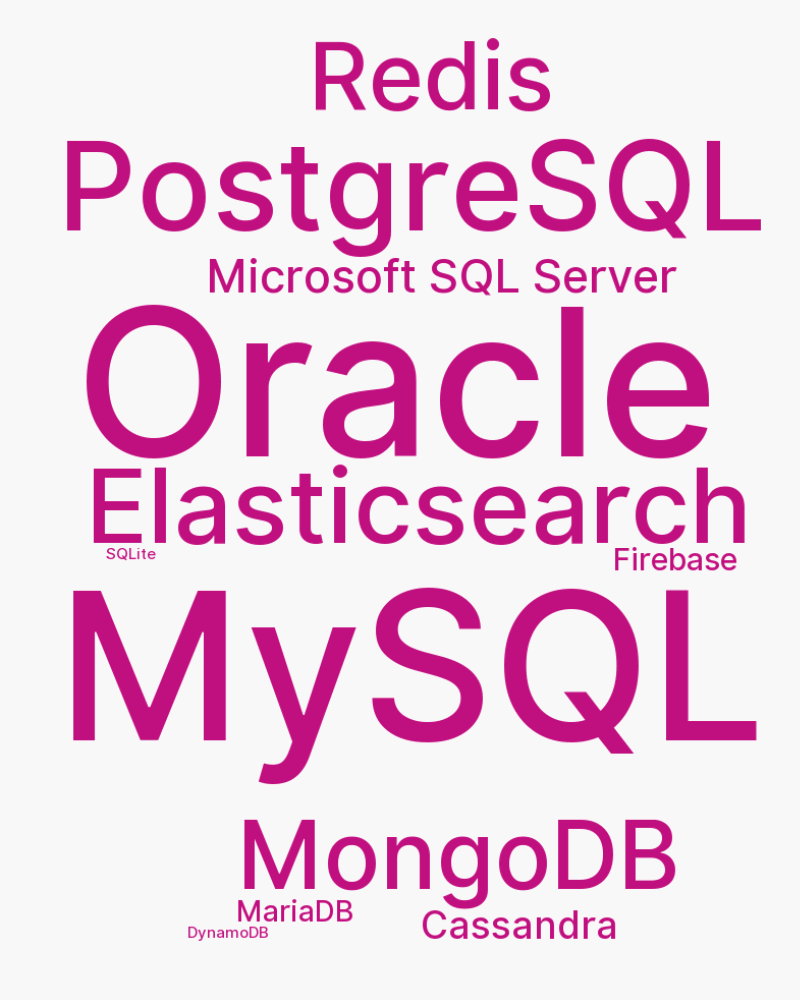 Redis
PostgreSQL
Microsoft SQL Server
Oracle
Elasticsearch
SQLite
Firebase
MySQL
MongoDB
MariaDB
Cassandra
DynamoDB